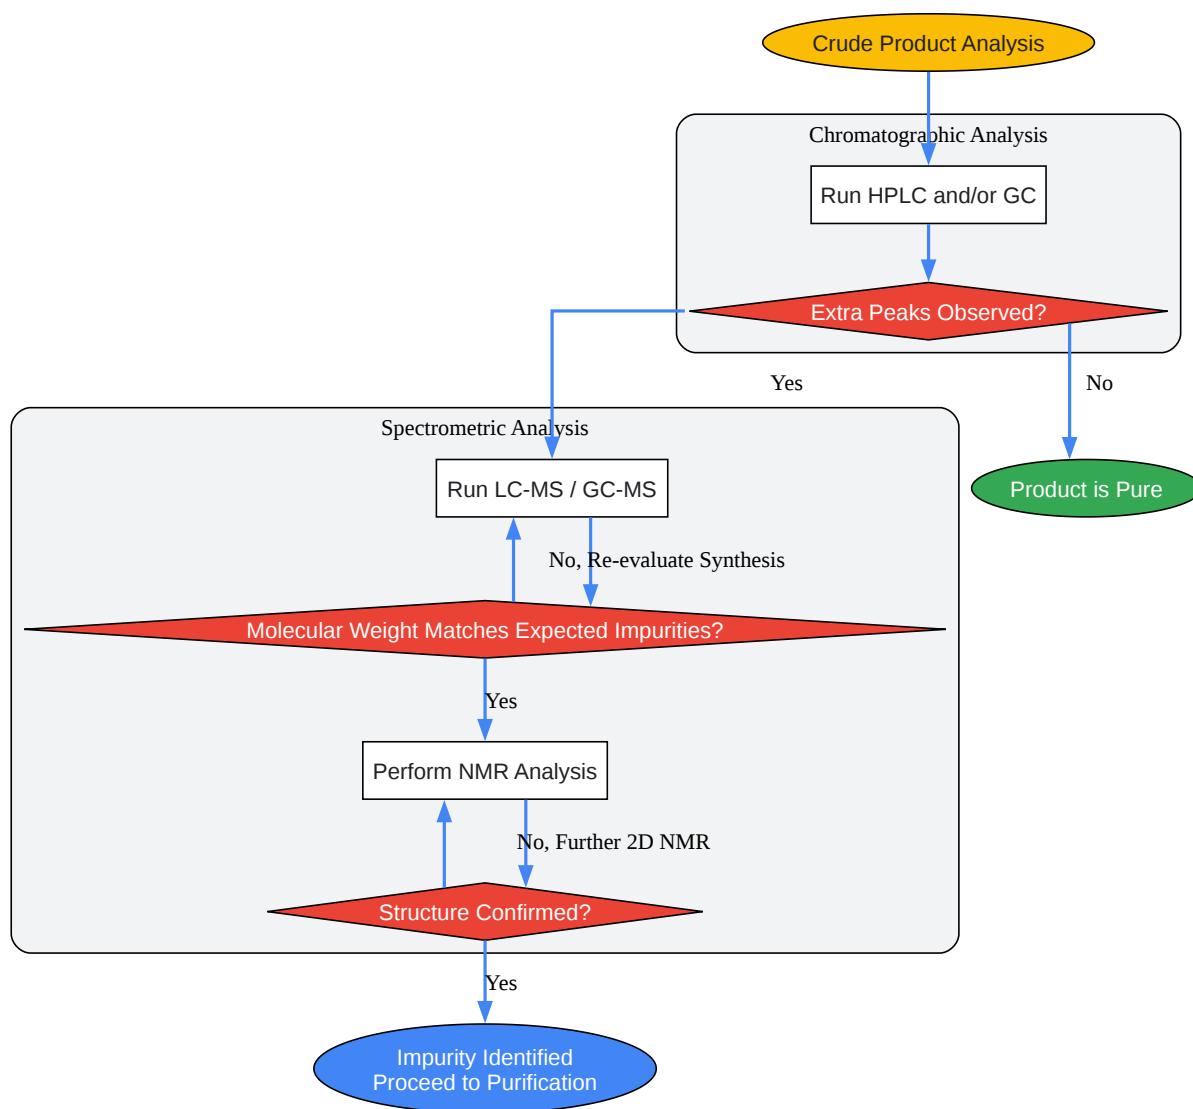 Crude Product Analysis
Chromatographic Analysis
Run HPLC and/or GC
Extra Peaks Observed?
Yes
No
Spectrometric Analysis
Run LC-MS / GC-MS
Product is Pure
No, Re-evaluate Synthesis
Molecular Weight Matches Expected Impurities?
Yes
Perform NMR Analysis
No, Further 2D NMR
Structure Confirmed?
Yes
Impurity Identified
Proceed to Purification